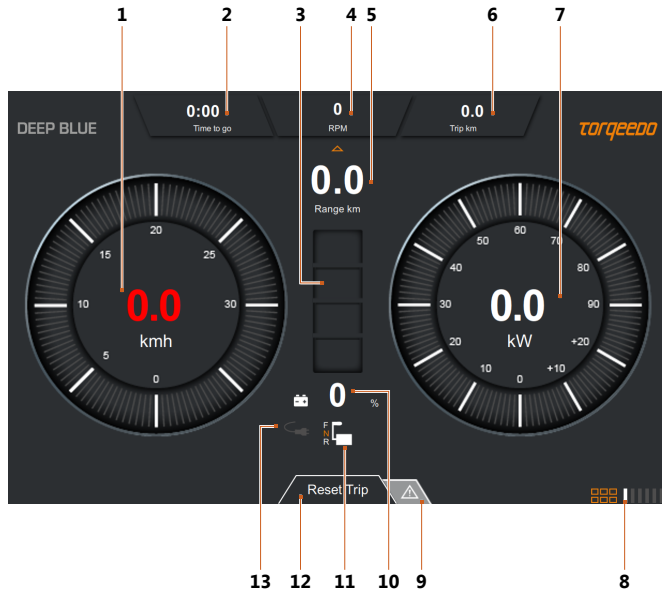 1 2 3 4 5 6 7
0:00
Time to go
0
RPM
0.0
Trip km
DEEP BLUE
TORQEEDO
0.0
Range km
20
15
25
10
30
5
0
0.0
kmh
60
50
70
40
80
30
90
20
+20
10
+10
0
0.0
kW
0 %
F
N
R
Reset Trip
13 12 11 10 9 8